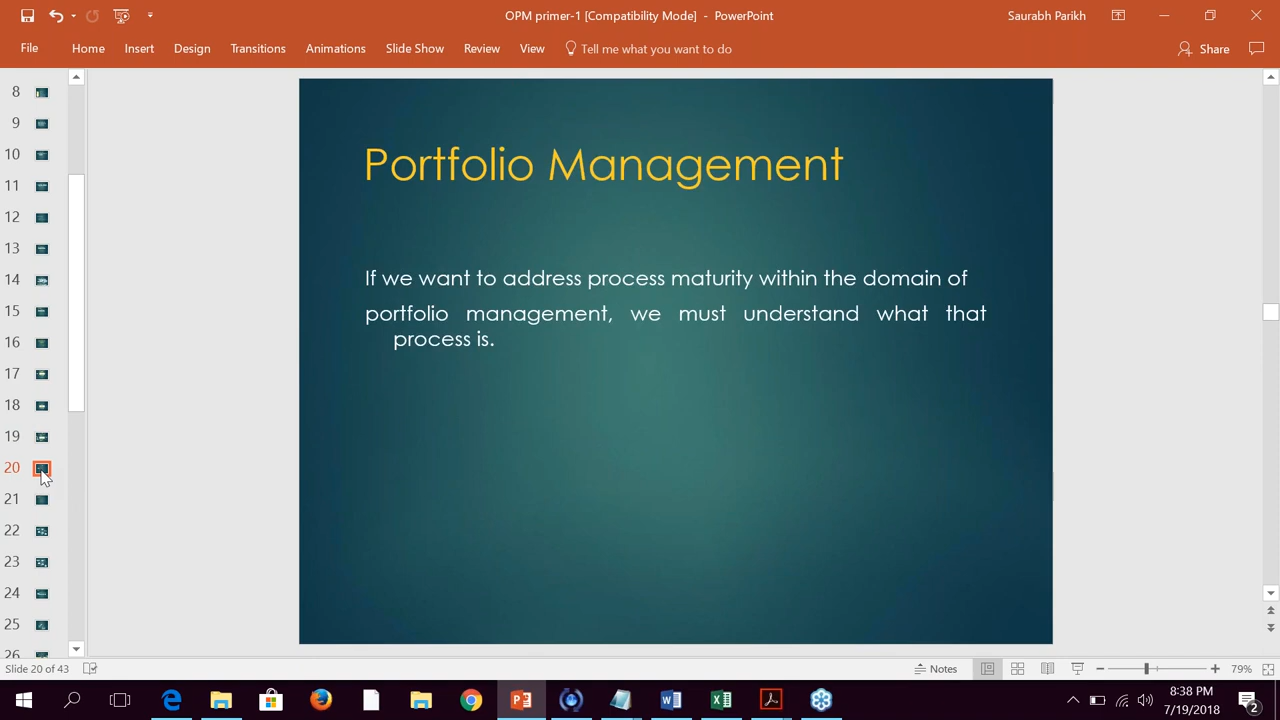 OPM primer-1 [Compatibility Mode] - PowerPoint
Saurabh Parikh
File Home Insert Design Transitions Animations Slide Show Review View Tell me what you want to do Share
8
9
10
11
12
13
14
15
16
17
18
19
20
21
22
23
24
25
26
Portfolio Management
If we want to address process maturity within the domain of
portfolio management, we must understand what that
process is.
Slide 20 of 43
Notes
79%
8:38 PM
7/19/2018
2